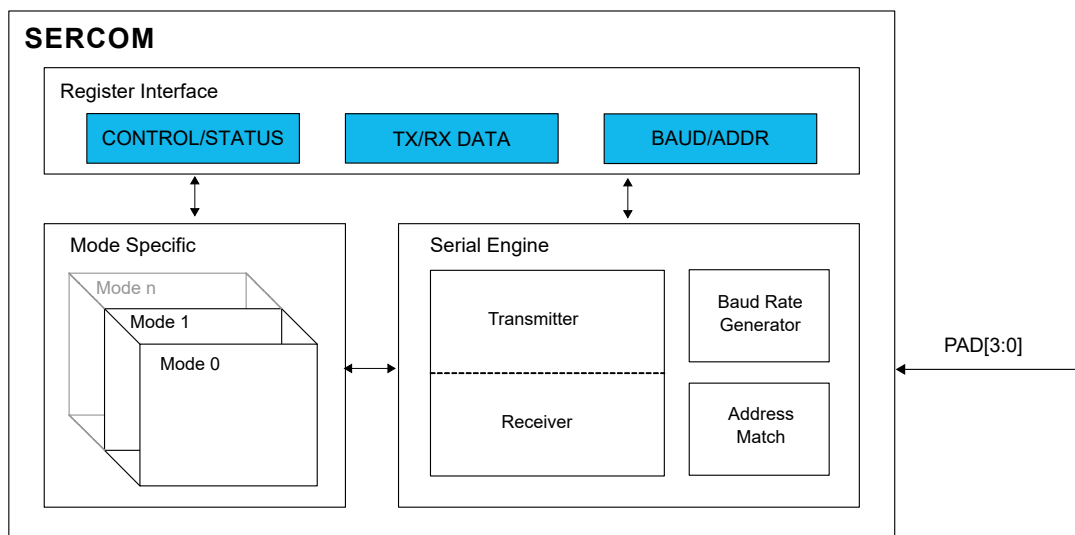 SERCOM
Register Interface
CONTROL/STATUS
TX/RX DATA
BAUD/ADDR
Mode Specific
Mode n
Mode 1
Mode 0
Serial Engine
Transmitter
Receiver
Baud Rate
Generator
Address
Match
PAD[3:0]